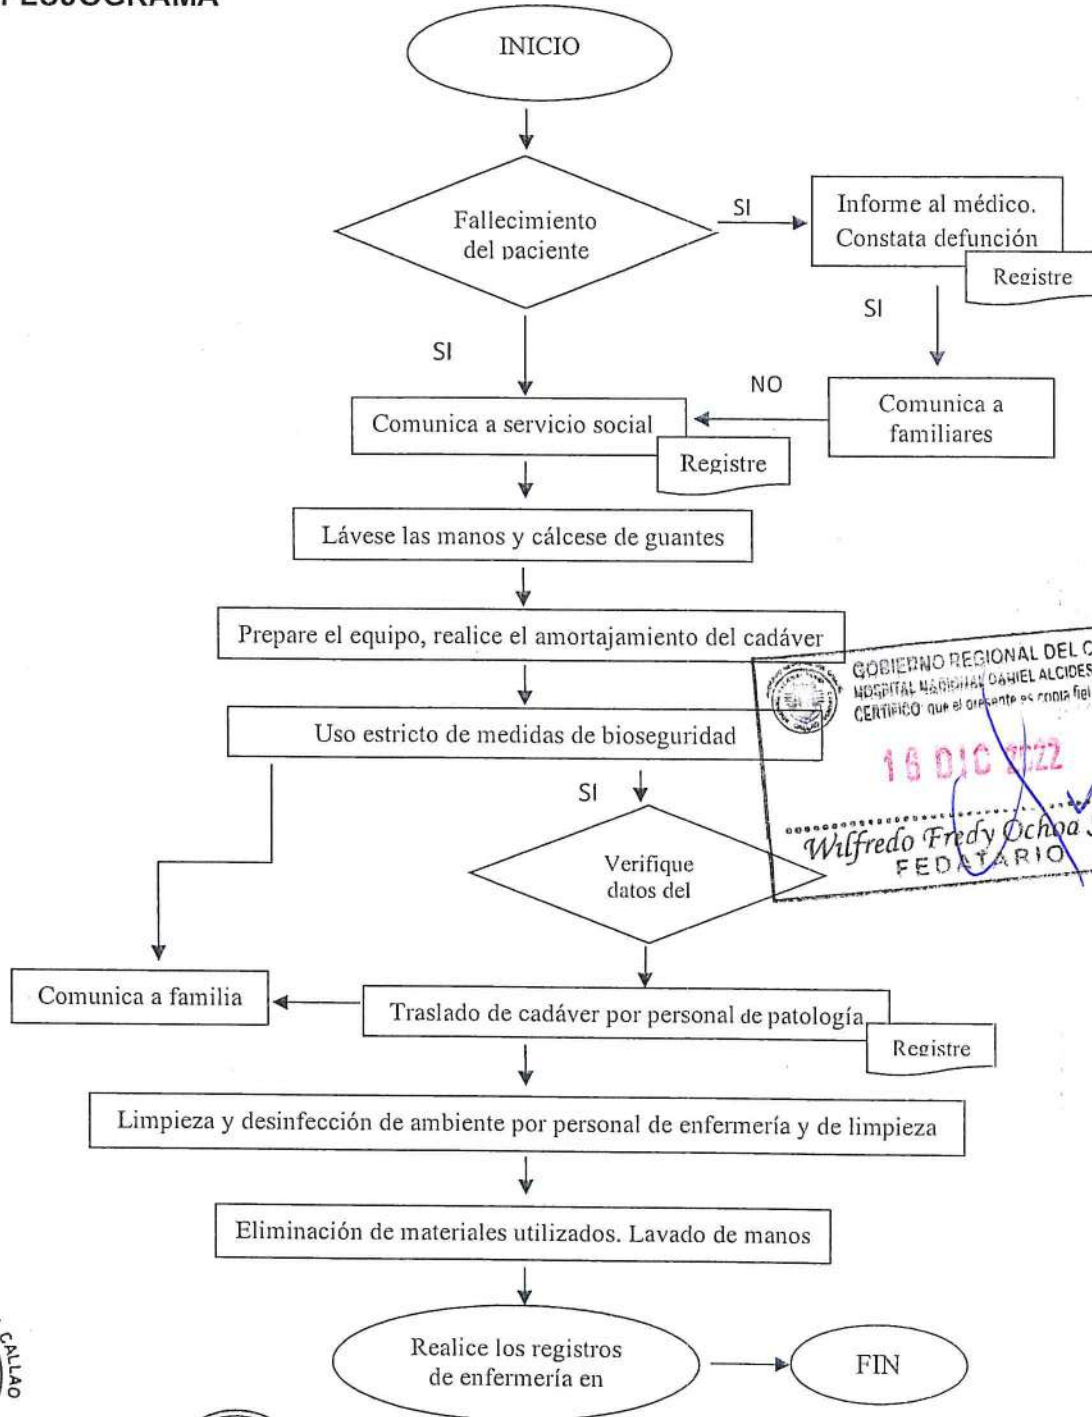 FLUJOGRAMA
INICIO
Fallecimiento
del paciente
SI
Informe al médico.
Constata defunción
Registre
SI
SI
NO
Comunica a
familiares
Comunica a servicio social
Registre
Lávese las manos y cálcese de guantes
Prepare el equipo, realice el amortajamiento del cadáver
GOBIERNO REGIONAL DEL C
HOSPITAL NACIONAL DANIEL ALCIDES
CERTIFICO: que el presente es copia fiel
Uso estricto de medidas de bioseguridad
16 DIC 2022
SI
Wilfredo Fredy Ochoa
FEDATARIO
Verifique
datos del
Comunica a familia
Traslado de cadáver por personal de patología
Registre
Limpieza y desinfección de ambiente por personal de enfermería y de limpieza
Eliminación de materiales utilizados. Lavado de manos
Realice los registros
de enfermería en
FIN
CALLAO